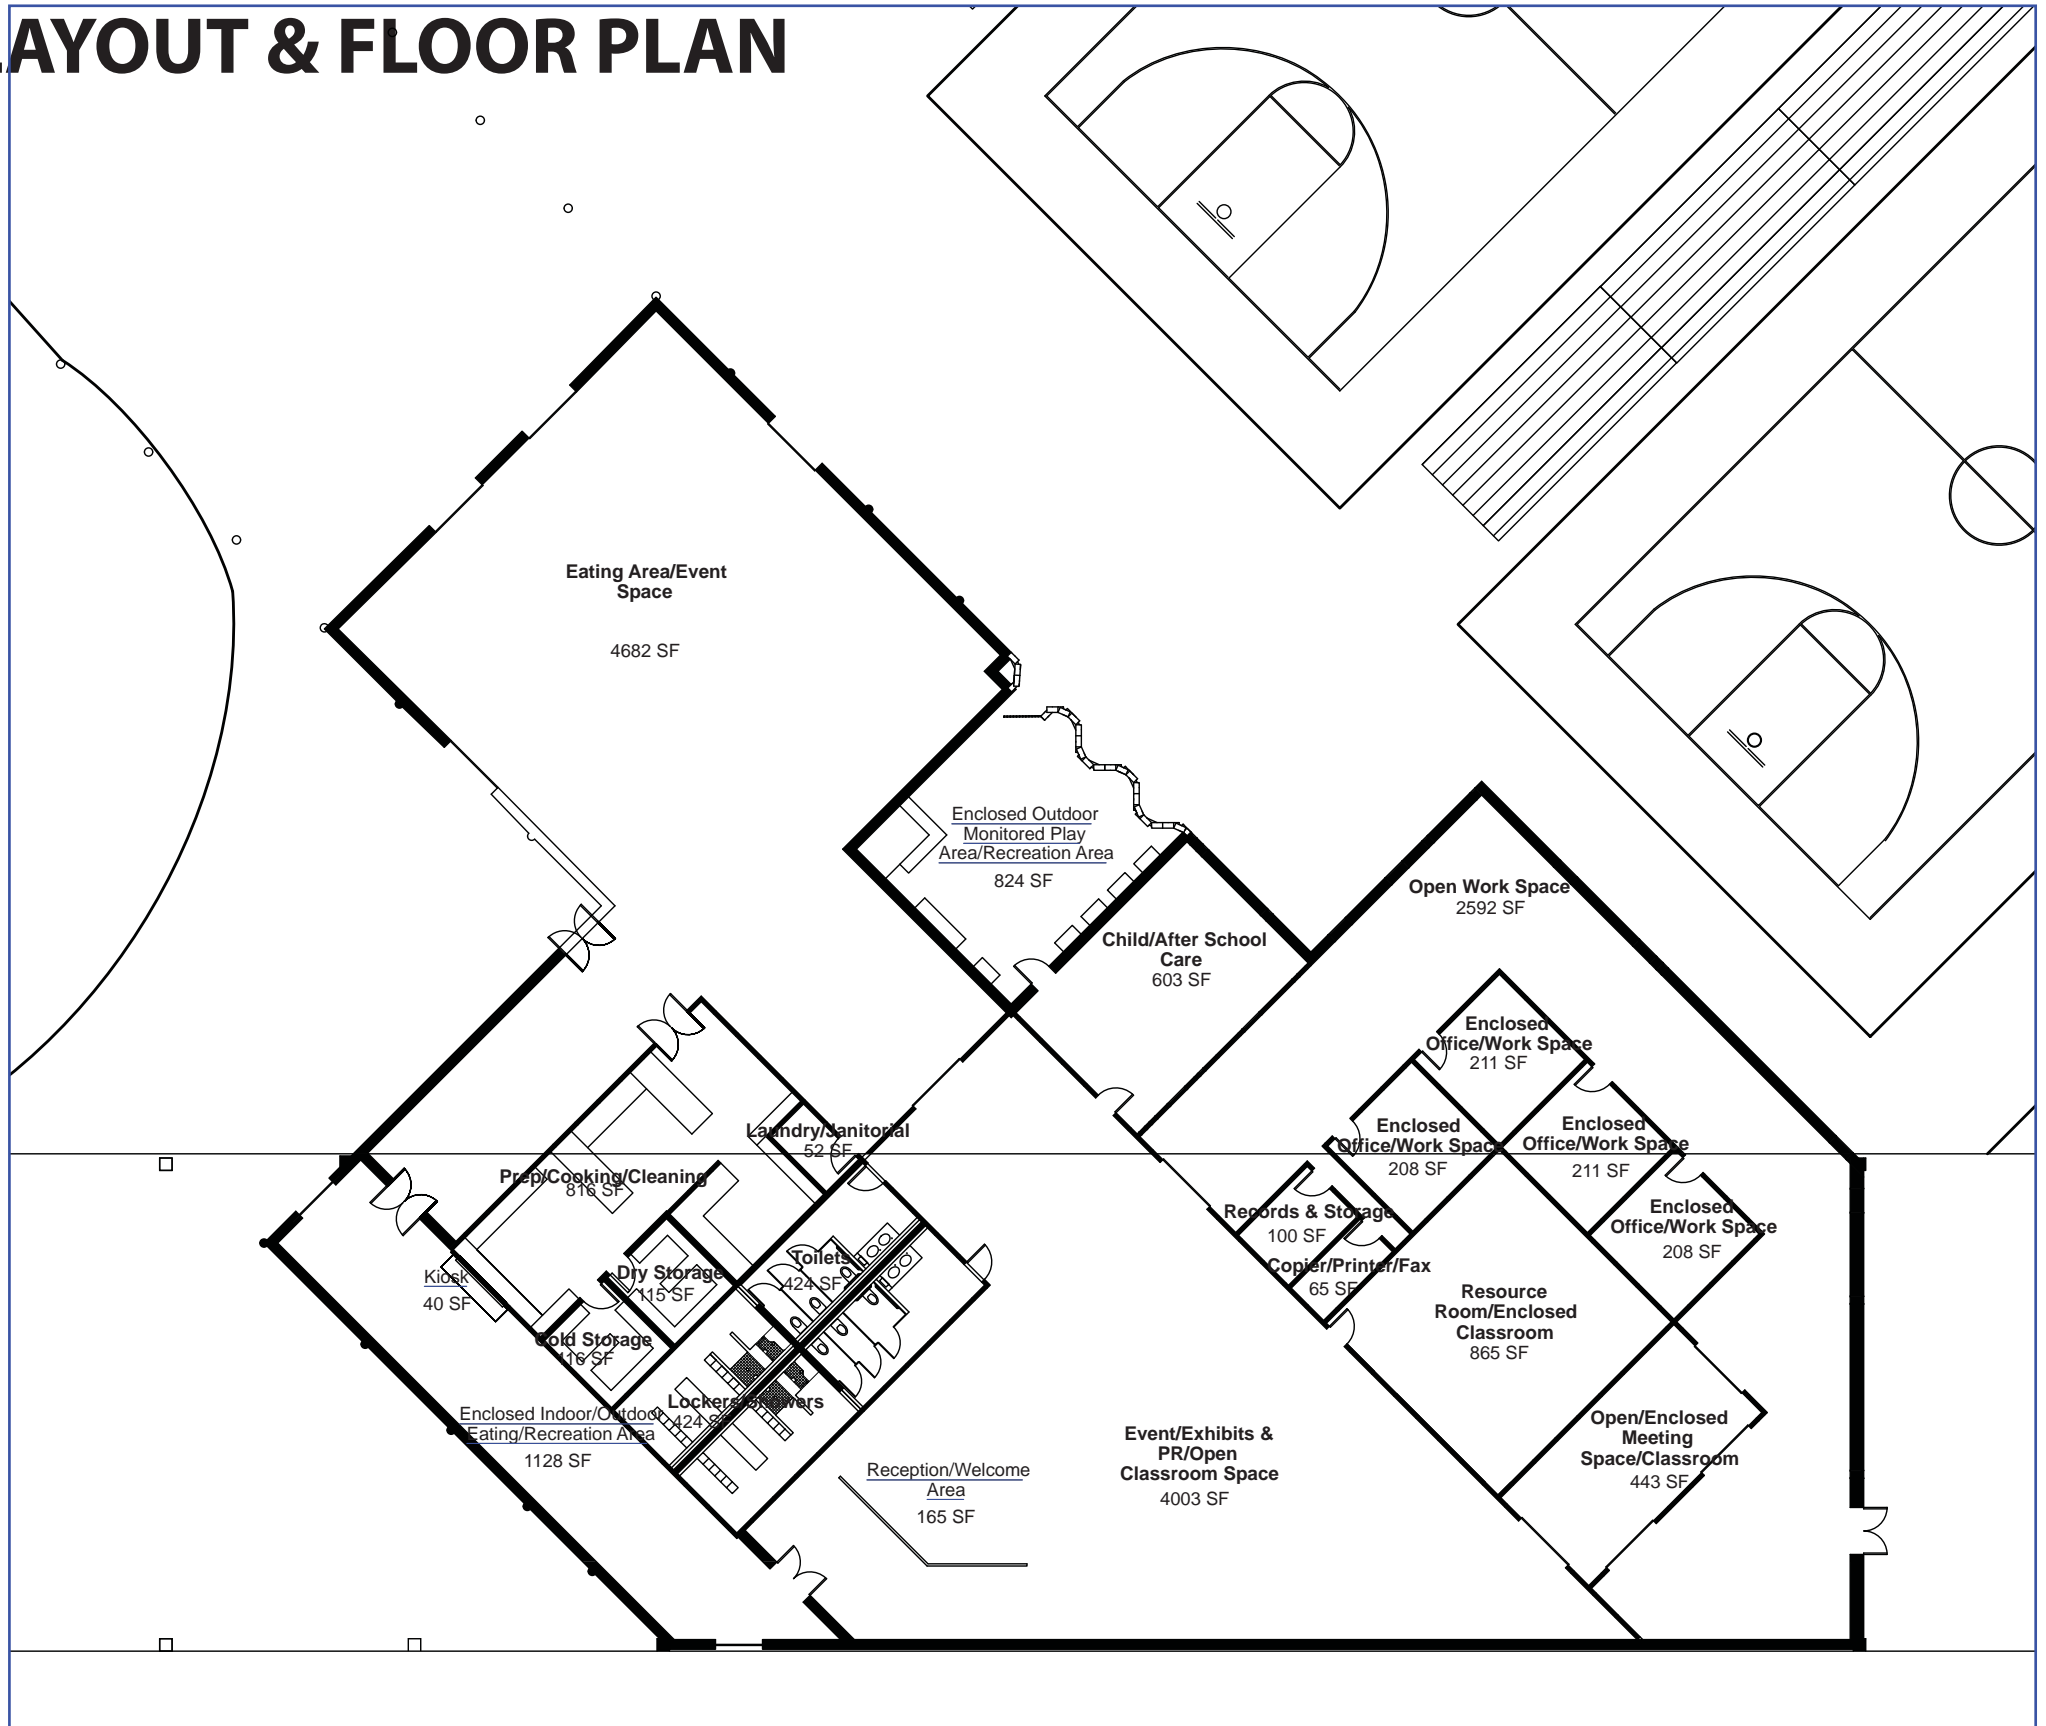 AYOUT & FLOOR PLAN
Eating Area/Event
Space
4682 SF
Enclosed Outdoor
Monitored Play
Area/Recreation Area
824 SF
Open Work Space
2592 SF
Child/After School
Care
603 SF
Enclosed
Office/Work Space
211 SF
Enclosed
Office/Work Space
208 SF
Enclosed
Office/Work Space
211 SF
Enclosed
Office/Work Space
208 SF
Laundry/Janitorial
52 SF
Prep/Cooking/Cleaning
816 SF
Records & Storage
100 SF
Copier/Printer/Fax
65 SF
Toilets
424 SF
Dry Storage
115 SF
Kiosk
40 SF
Cold Storage
116 SF
Resource
Room/Enclosed
Classroom
865 SF
Lockers/Showers
424 SF
Enclosed Indoor/Outdoor
Eating/Recreation Area
1128 SF
Open/Enclosed
Meeting
Space/Classroom
443 SF
Event/Exhibits &
PR/Open
Classroom Space
4003 SF
Reception/Welcome
Area
165 SF